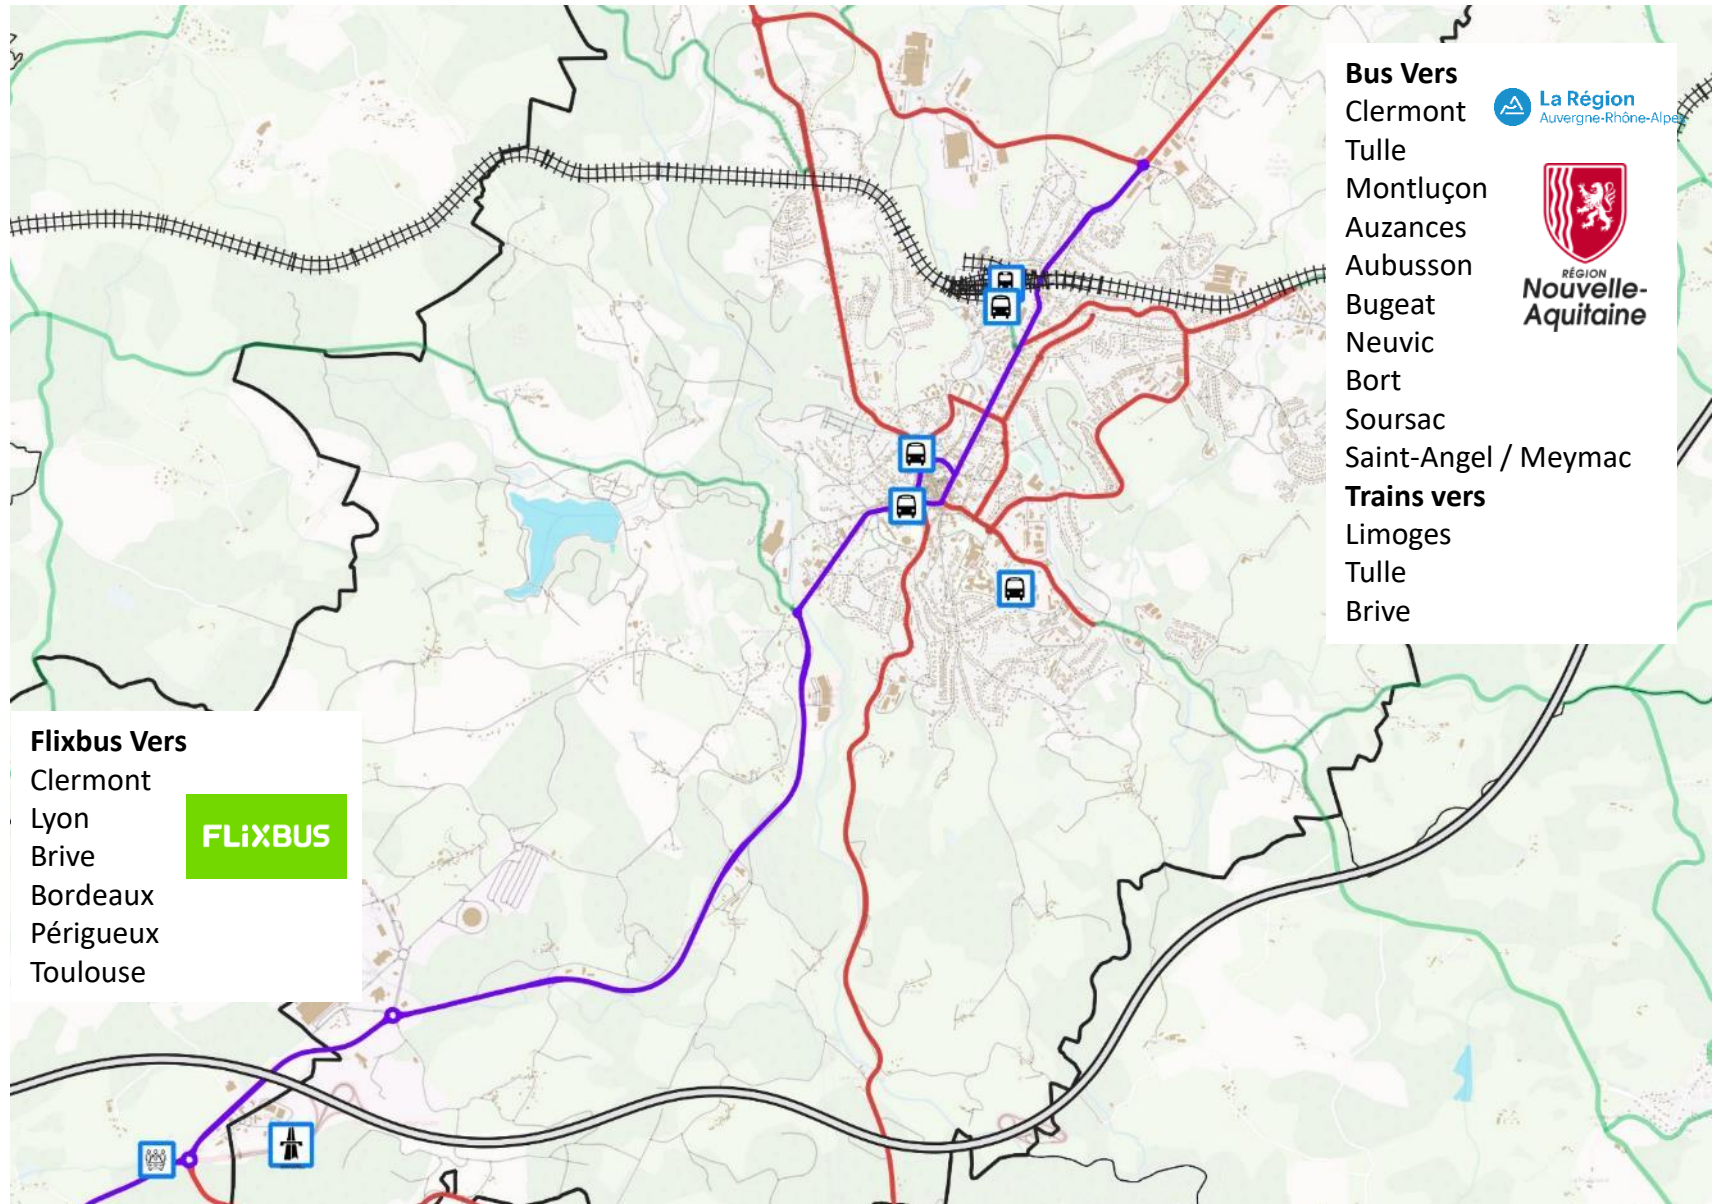 Bus Vers
Clermont
Tulle
Montluçon
Auzances
Aubusson
Bugeat
Neuvic
Bort
Soursac
Saint-Angel / Meymac
Trains vers
Limoges
Tulle
Brive
La Région
Auvergne-Rhône-Alpes
RÉGION
Nouvelle-
Aquitaine
Flixbus Vers
Clermont
Lyon
Brive
Bordeaux
Périgueux
Toulouse
FLiXBUS